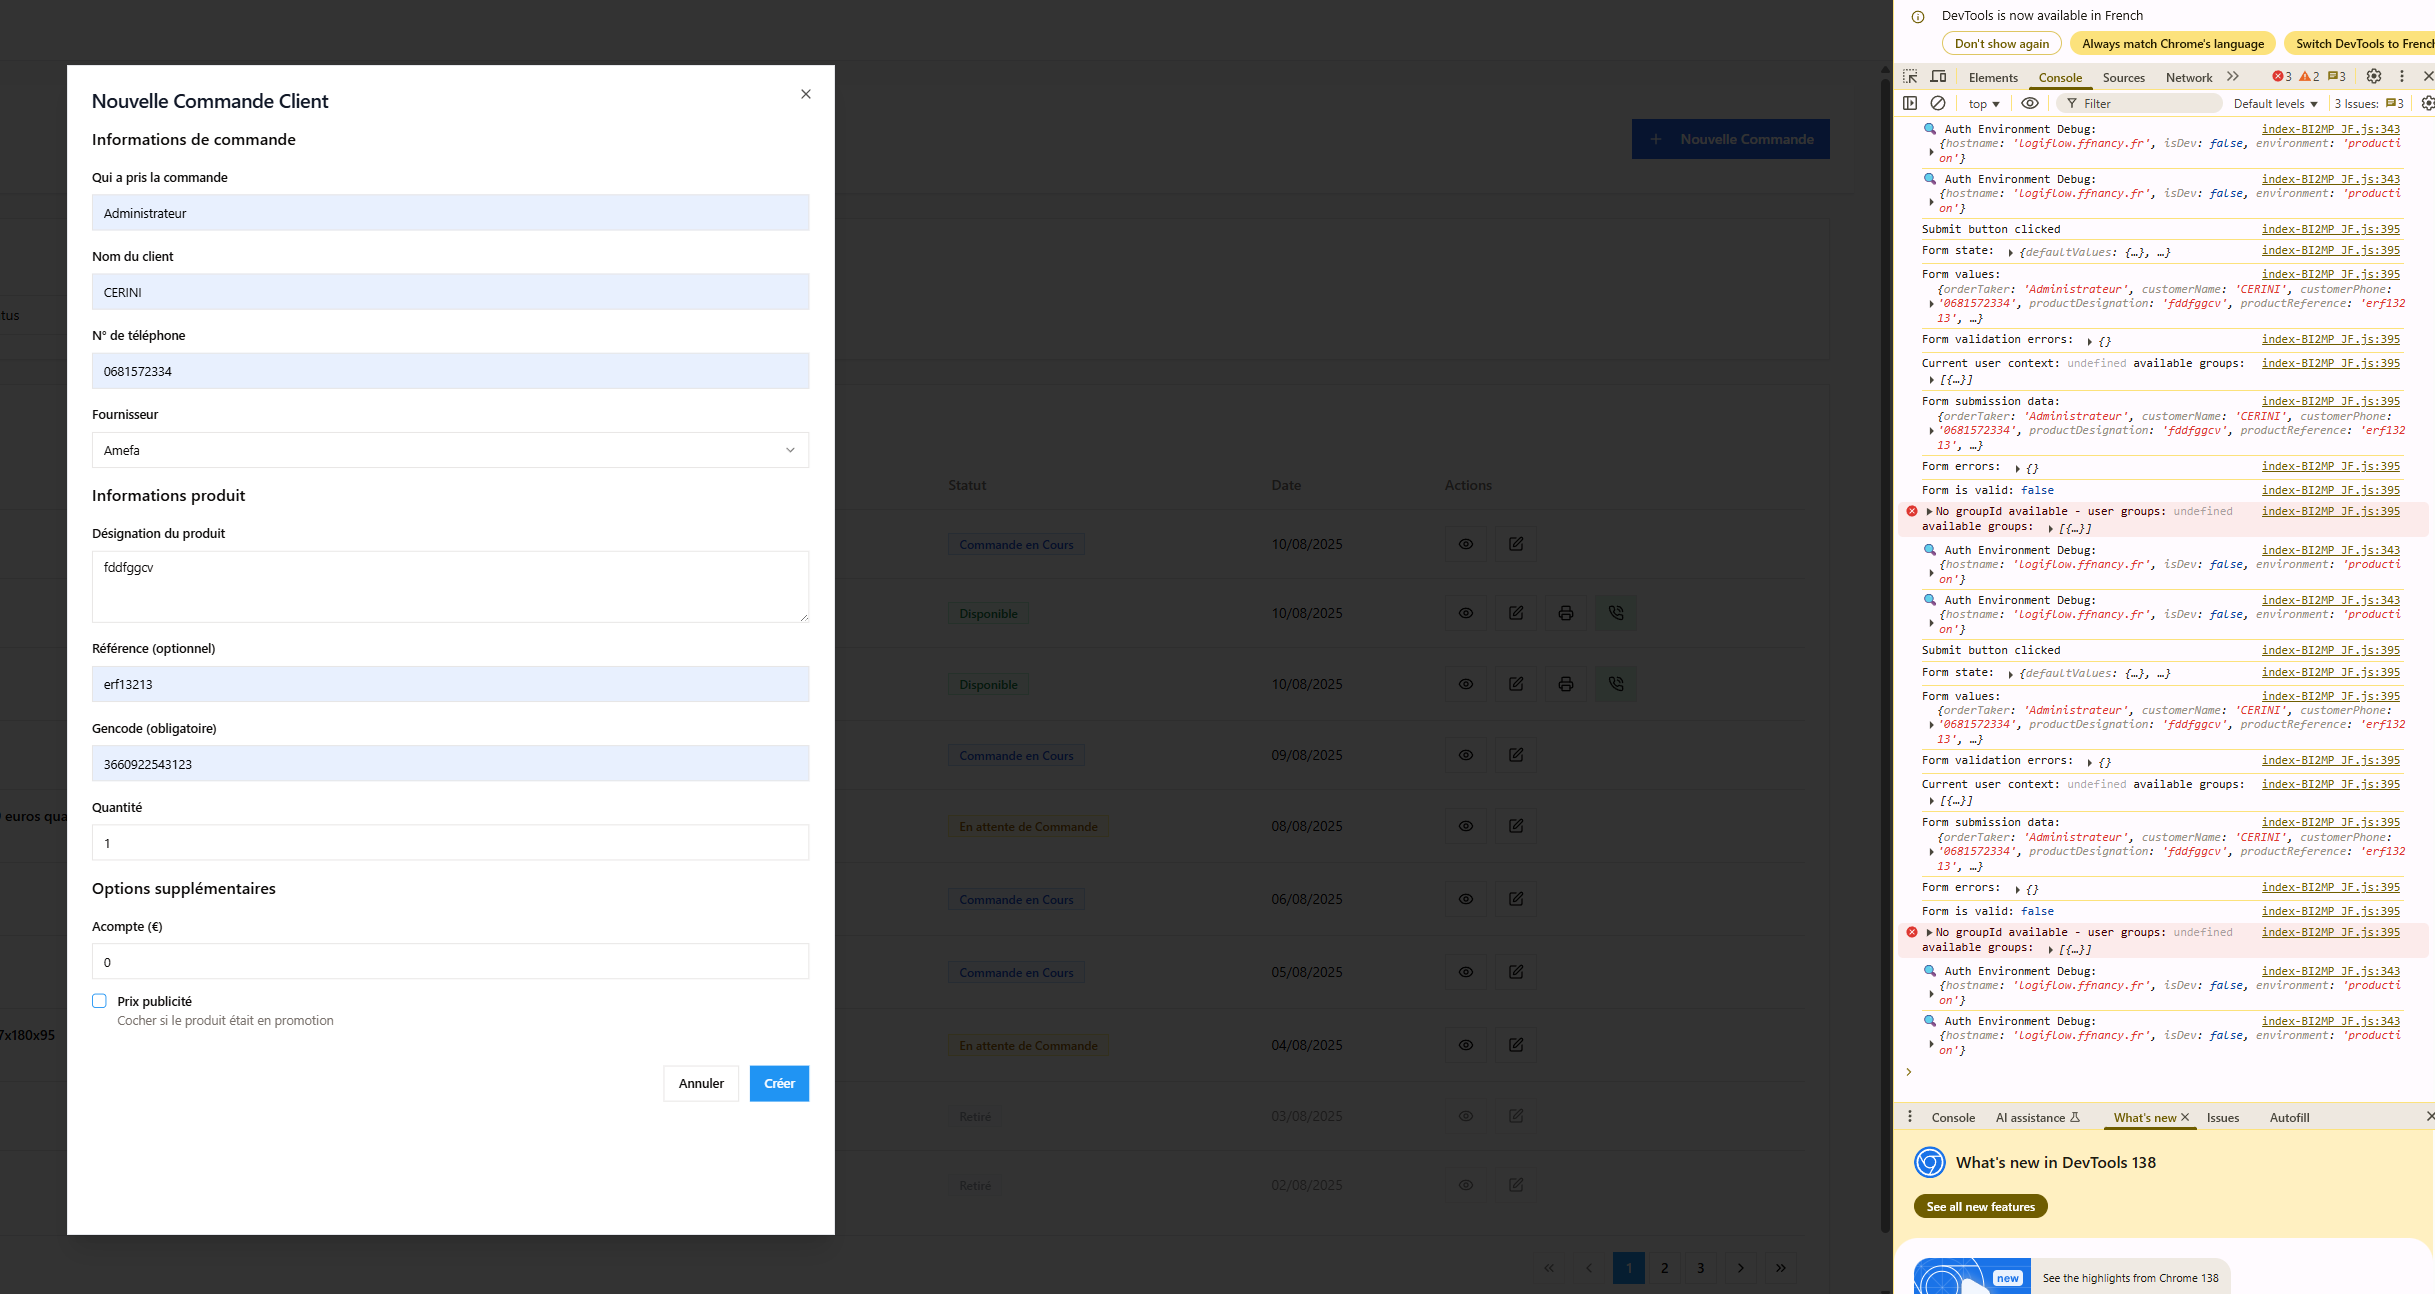 Nouvelle Commande Client
Informations de commande
Qui a pris la commande
Administrateur
Nom du client
CERINI
N° de téléphone
0681572334
Fournisseur
Amefa
Informations produit
Désignation du produit
fddfggcv
Référence (optionnel)
erf13213
Gencode (obligatoire)
3660922543123
Quantité
1
Options supplémentaires
Acompte (€)
0
Prix publicité
Cocher si le produit était en promotion
Annuler
Créer
tus
euros qua
7x180x95
Nouvelle Commande
Statut Date Actions
Commande en Cours 10/08/2025
Disponible 10/08/2025
Disponible 10/08/2025
Commande en Cours 09/08/2025
En attente de Commande 08/08/2025
Commande en Cours 06/08/2025
Commande en Cours 05/08/2025
En attente de Commande 04/08/2025
Retiré 03/08/2025
Retiré 02/08/2025
« ‹ 1 2 3 › »
DevTools is now available in French
Don't show again
Always match Chrome's language
Switch DevTools to French
Elements Console Sources Network 3 2 3
top Filter Default levels 3 Issues: 3
Auth Environment Debug: index-BI2MP_JF.js:343
{hostname: 'logiflow.ffnancy.fr', isDev: false, environment: 'producti
on'}
Auth Environment Debug: index-BI2MP_JF.js:343
{hostname: 'logiflow.ffnancy.fr', isDev: false, environment: 'producti
on'}
Submit button clicked index-BI2MP_JF.js:395
Form state: {defaultValues: {…}, …} index-BI2MP_JF.js:395
Form values: index-BI2MP_JF.js:395
{orderTaker: 'Administrateur', customerName: 'CERINI', customerPhone:
'0681572334', productDesignation: 'fddfggcv', productReference: 'erf132
13', …}
Form validation errors: {} index-BI2MP_JF.js:395
Current user context: undefined available groups: index-BI2MP_JF.js:395
[{…}]
Form submission data: index-BI2MP_JF.js:395
{orderTaker: 'Administrateur', customerName: 'CERINI', customerPhone:
'0681572334', productDesignation: 'fddfggcv', productReference: 'erf132
13', …}
Form errors: {} index-BI2MP_JF.js:395
Form is valid: false index-BI2MP_JF.js:395
No groupId available - user groups: undefined index-BI2MP_JF.js:395
available groups: [{…}]
Auth Environment Debug: index-BI2MP_JF.js:343
{hostname: 'logiflow.ffnancy.fr', isDev: false, environment: 'producti
on'}
Auth Environment Debug: index-BI2MP_JF.js:343
{hostname: 'logiflow.ffnancy.fr', isDev: false, environment: 'producti
on'}
Submit button clicked index-BI2MP_JF.js:395
Form state: {defaultValues: {…}, …} index-BI2MP_JF.js:395
Form values: index-BI2MP_JF.js:395
{orderTaker: 'Administrateur', customerName: 'CERINI', customerPhone:
'0681572334', productDesignation: 'fddfggcv', productReference: 'erf132
13', …}
Form validation errors: {} index-BI2MP_JF.js:395
Current user context: undefined available groups: index-BI2MP_JF.js:395
[{…}]
Form submission data: index-BI2MP_JF.js:395
{orderTaker: 'Administrateur', customerName: 'CERINI', customerPhone:
'0681572334', productDesignation: 'fddfggcv', productReference: 'erf132
13', …}
Form errors: {} index-BI2MP_JF.js:395
Form is valid: false index-BI2MP_JF.js:395
No groupId available - user groups: undefined index-BI2MP_JF.js:395
available groups: [{…}]
Auth Environment Debug: index-BI2MP_JF.js:343
{hostname: 'logiflow.ffnancy.fr', isDev: false, environment: 'producti
on'}
Auth Environment Debug: index-BI2MP_JF.js:343
{hostname: 'logiflow.ffnancy.fr', isDev: false, environment: 'producti
on'}
Console AI assistance What's new Issues Autofill
What's new in DevTools 138
See all new features
new
See the highlights from Chrome 138